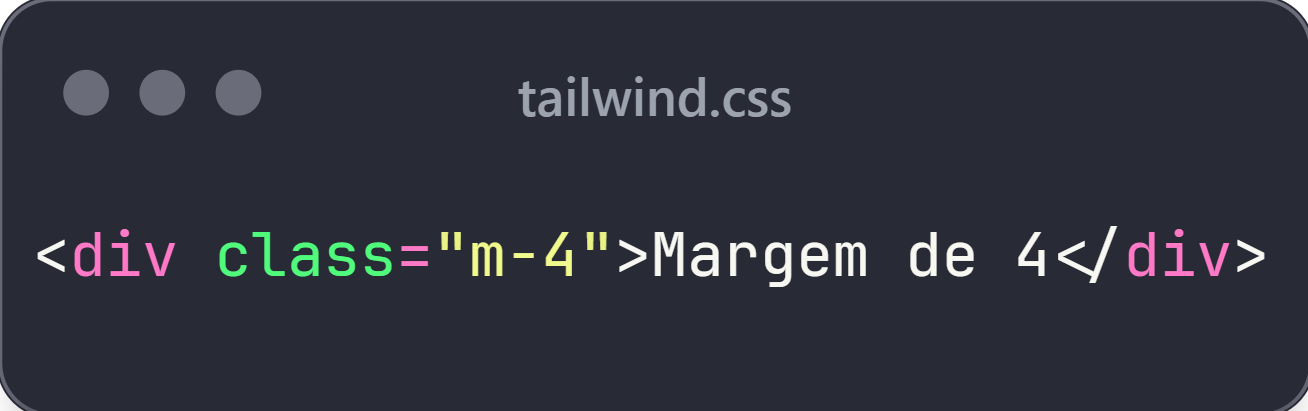 tailwind.css
<div class="m-4">Margem de 4</div>